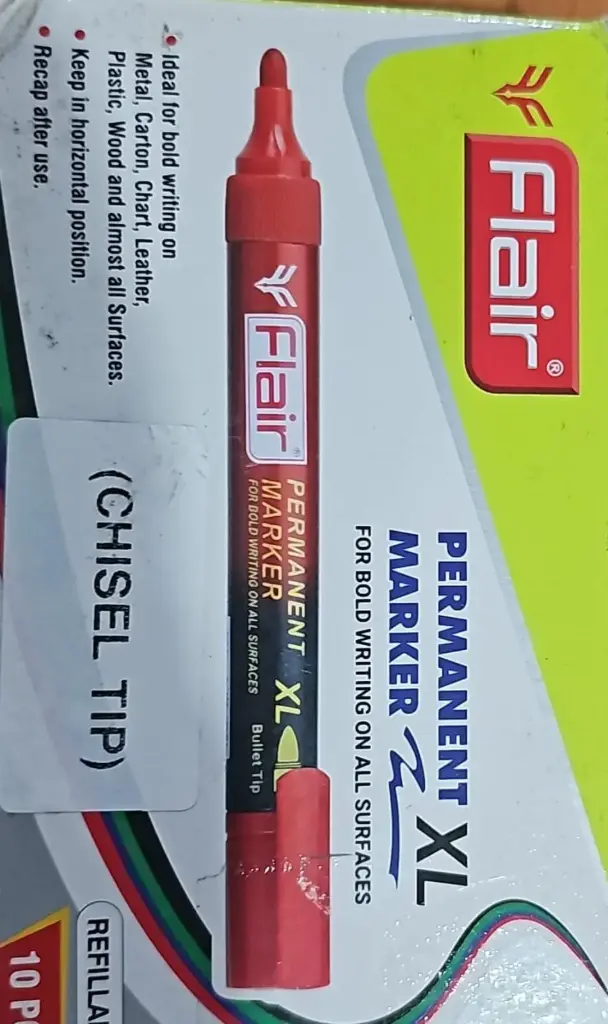 Flair®
PERMANENT
MARKER XL
FOR BOLD WRITING ON ALL SURFACES
Flair®
PERMANENT
MARKER XL
FOR BOLD WRITING ON ALL SURFACES
Bullet Tip
• Ideal for bold writing on
Metal, Carton, Chart, Leather,
Plastic, Wood and almost all Surfaces.
• Keep in horizontal position.
• Recap after use.
(CHISEL TIP)
10